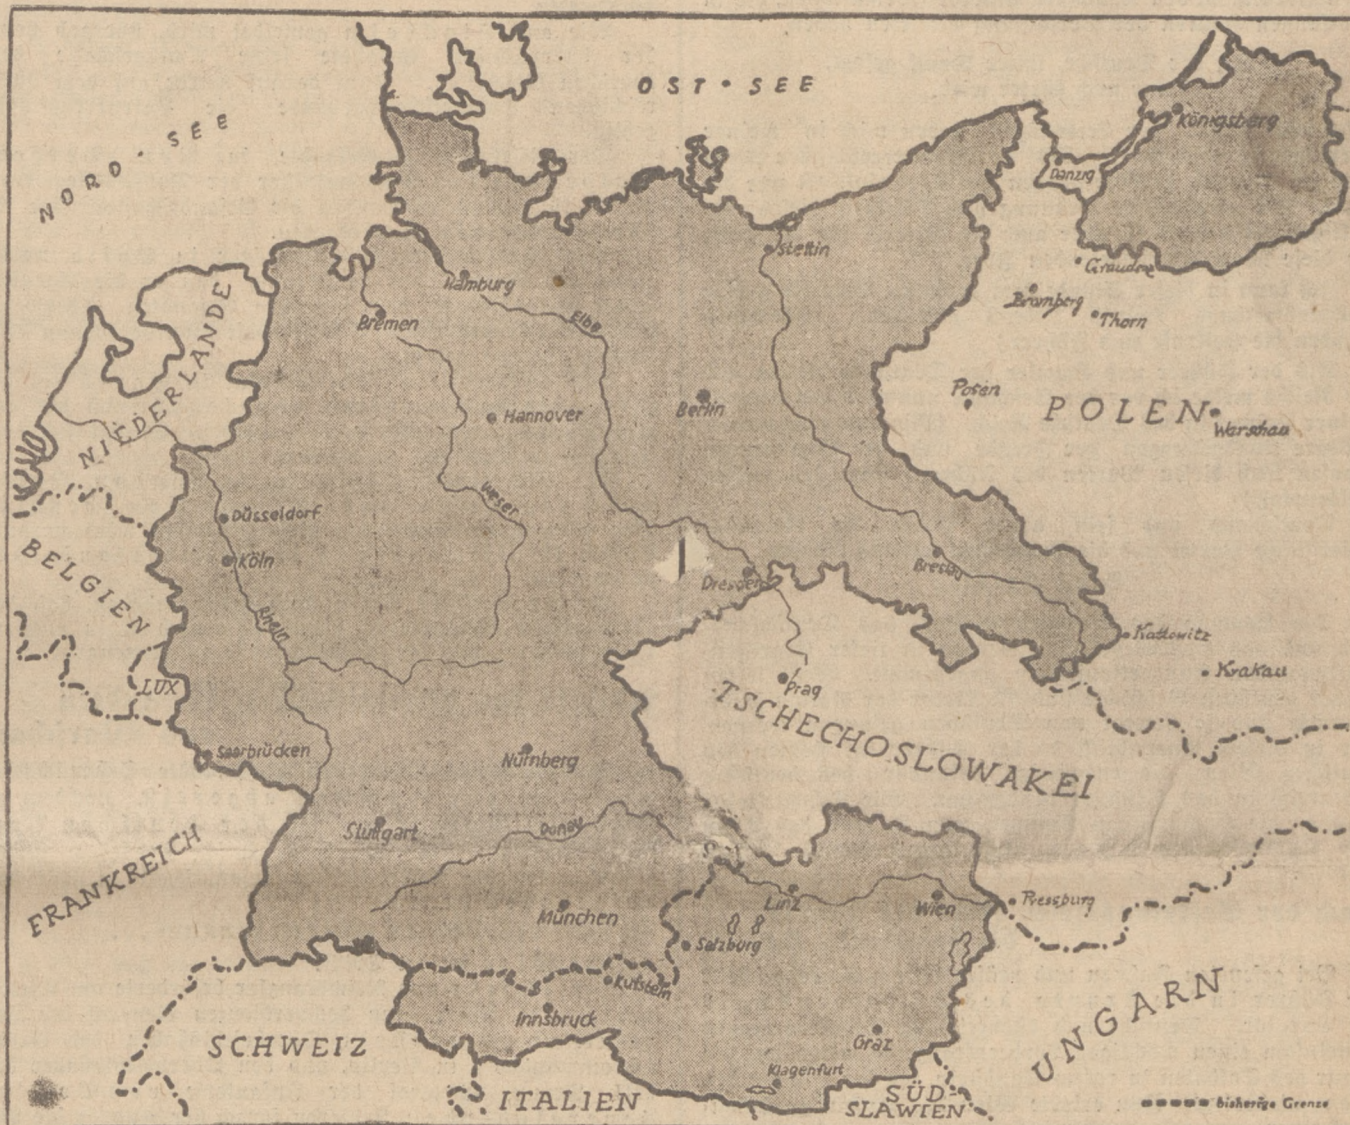 OST-SEE
NORD-SEE
Königsberg
Danzig
Stettin
Graudenz
Hamburg
Bromberg
Thorn
Bremen
Elbe
NIEDERLANDE
Hannover
Berlin
Posen
POLEN
Warschau
Weser
Düsseldorf
Köln
BELGIEN
Dresden
Breslau
Rhein
Kattowitz
Krakau
LUX
Prag
TSCHECHOSLOWAKEI
Saarbrücken
Nürnberg
Stuttgart
Donau
FRANKREICH
München
Linz
Wien
Pressburg
Salzburg
Kufstein
Innsbruck
SCHWEIZ
Graz
UNGARN
Klagenfurt
ITALIEN
SÜD-
SLAWIEN
bisherige Grenze